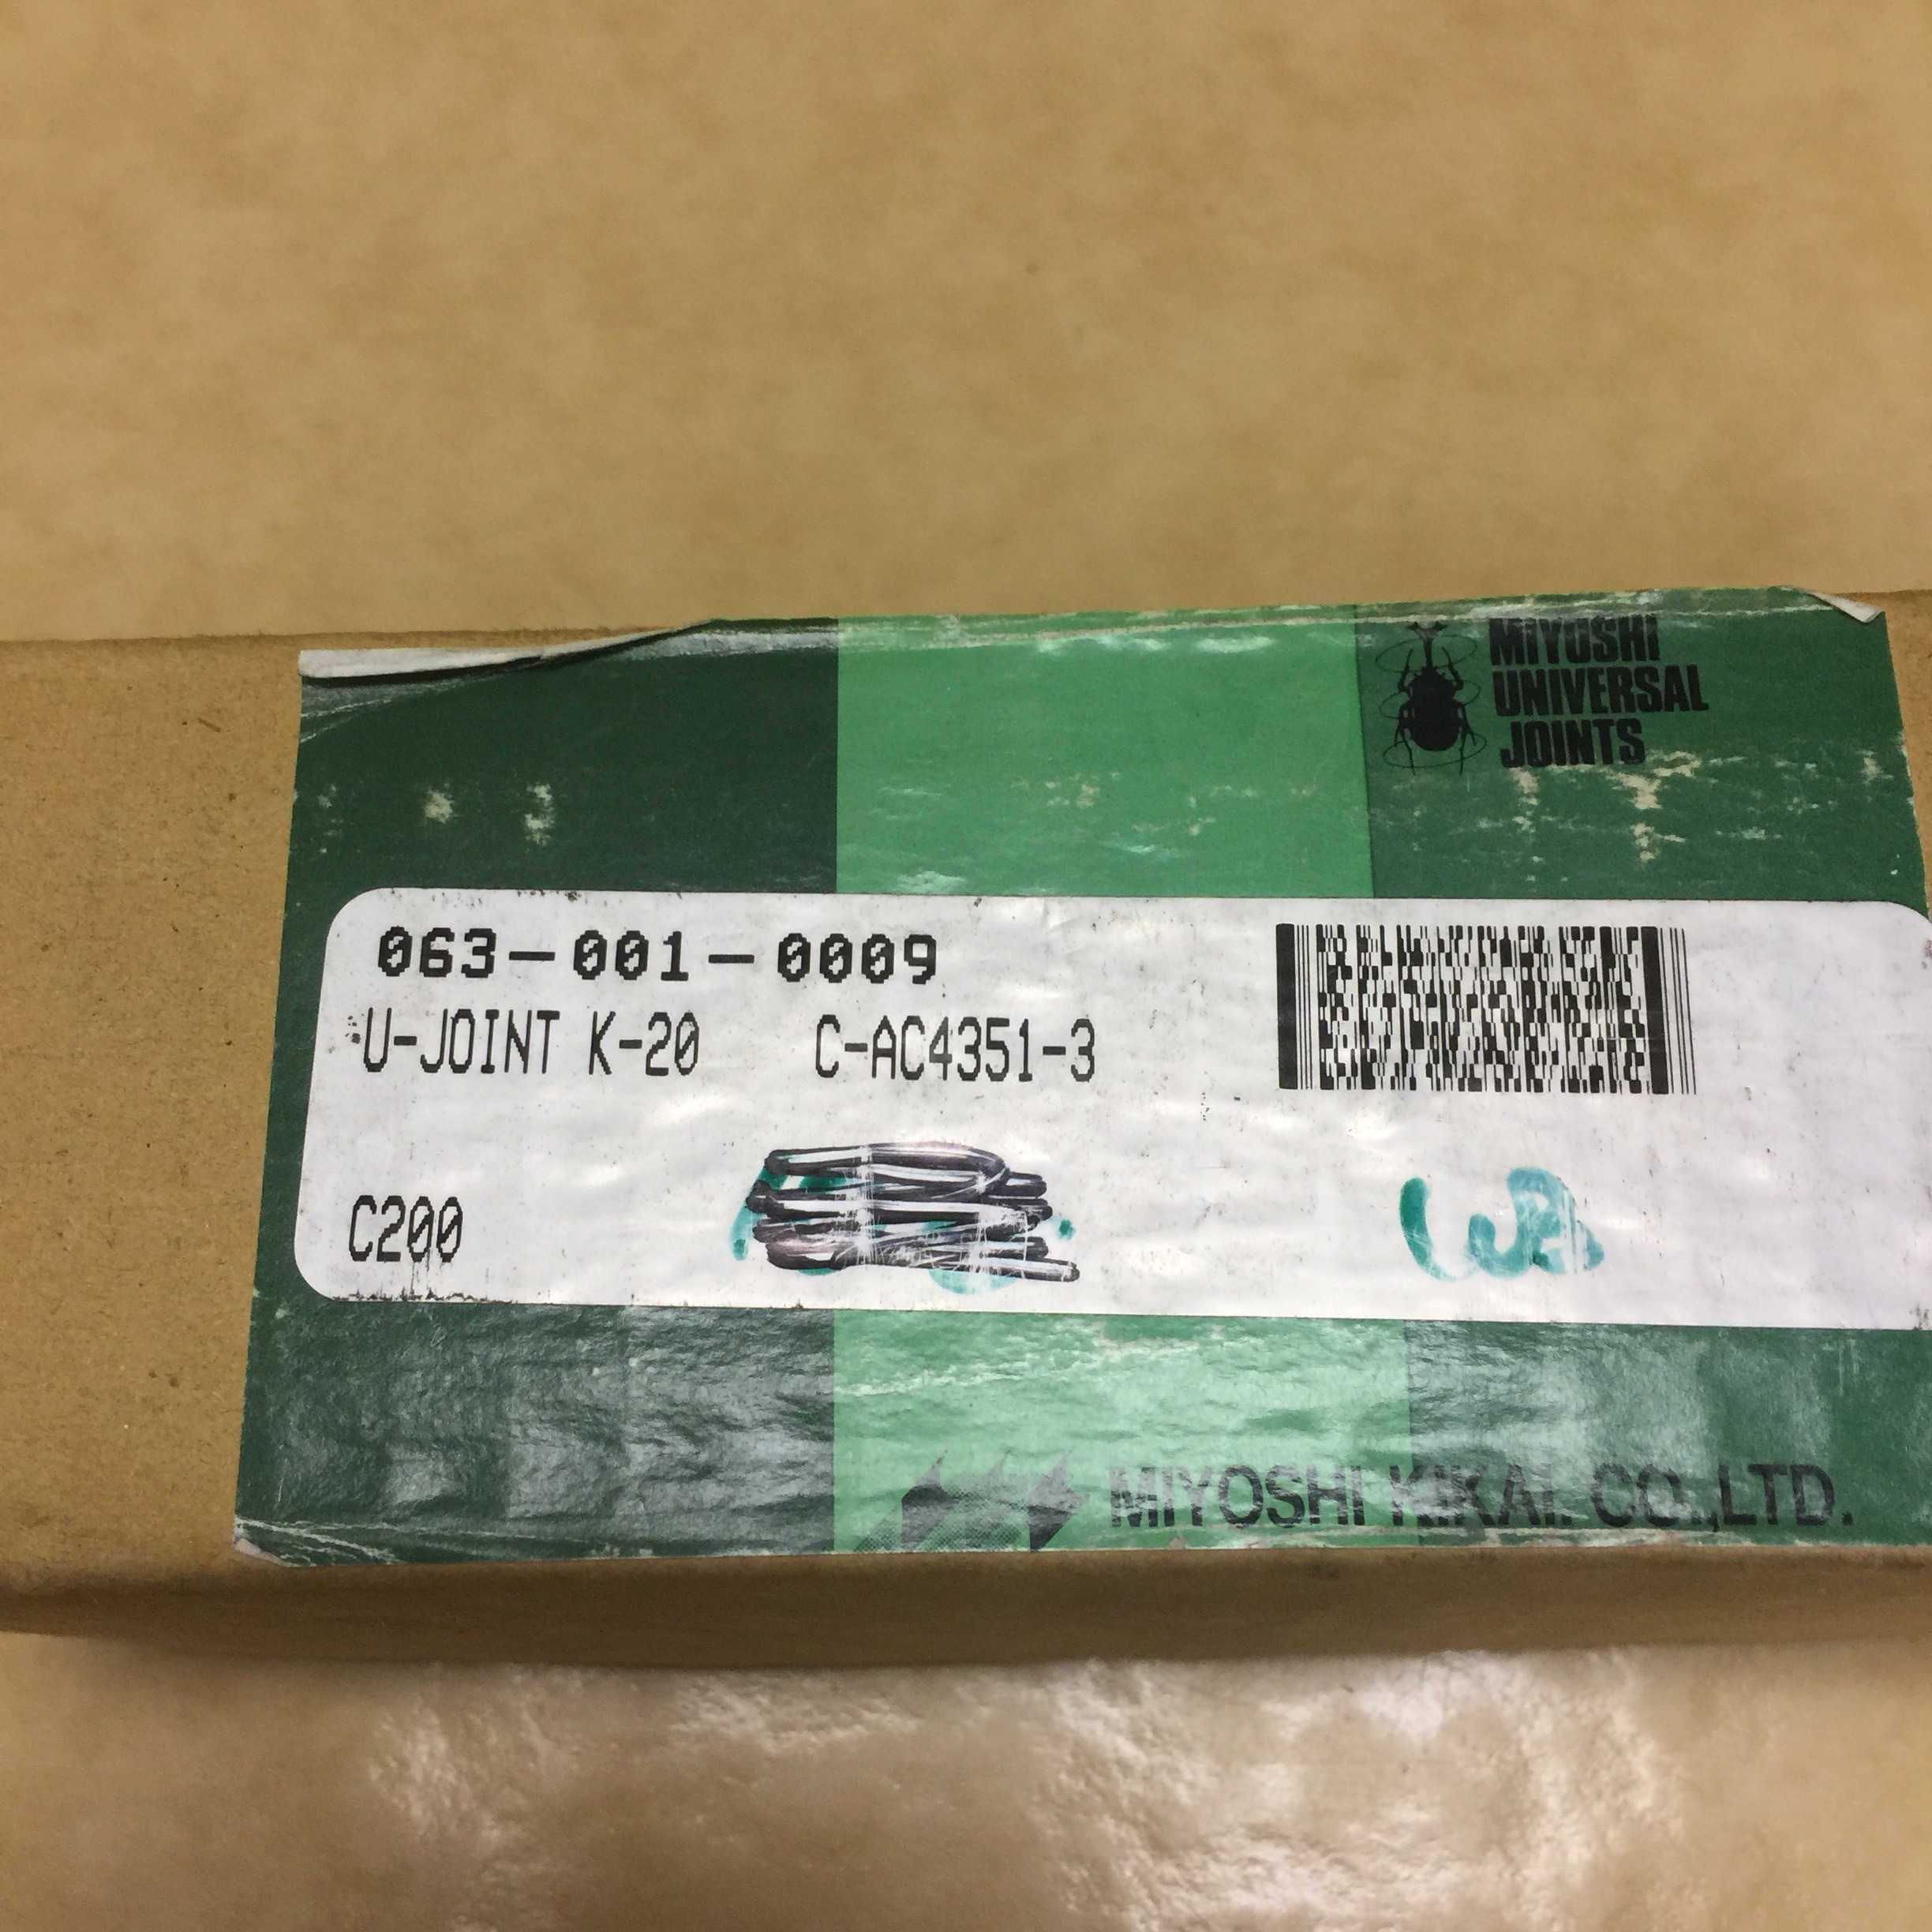 MIYOSHI
UNIVERSAL
JOINTS
063-001-0009
U-JOINT K-20 C-AC4351-3
C200
MIYOSHI KIKAI. CO.,LTD.